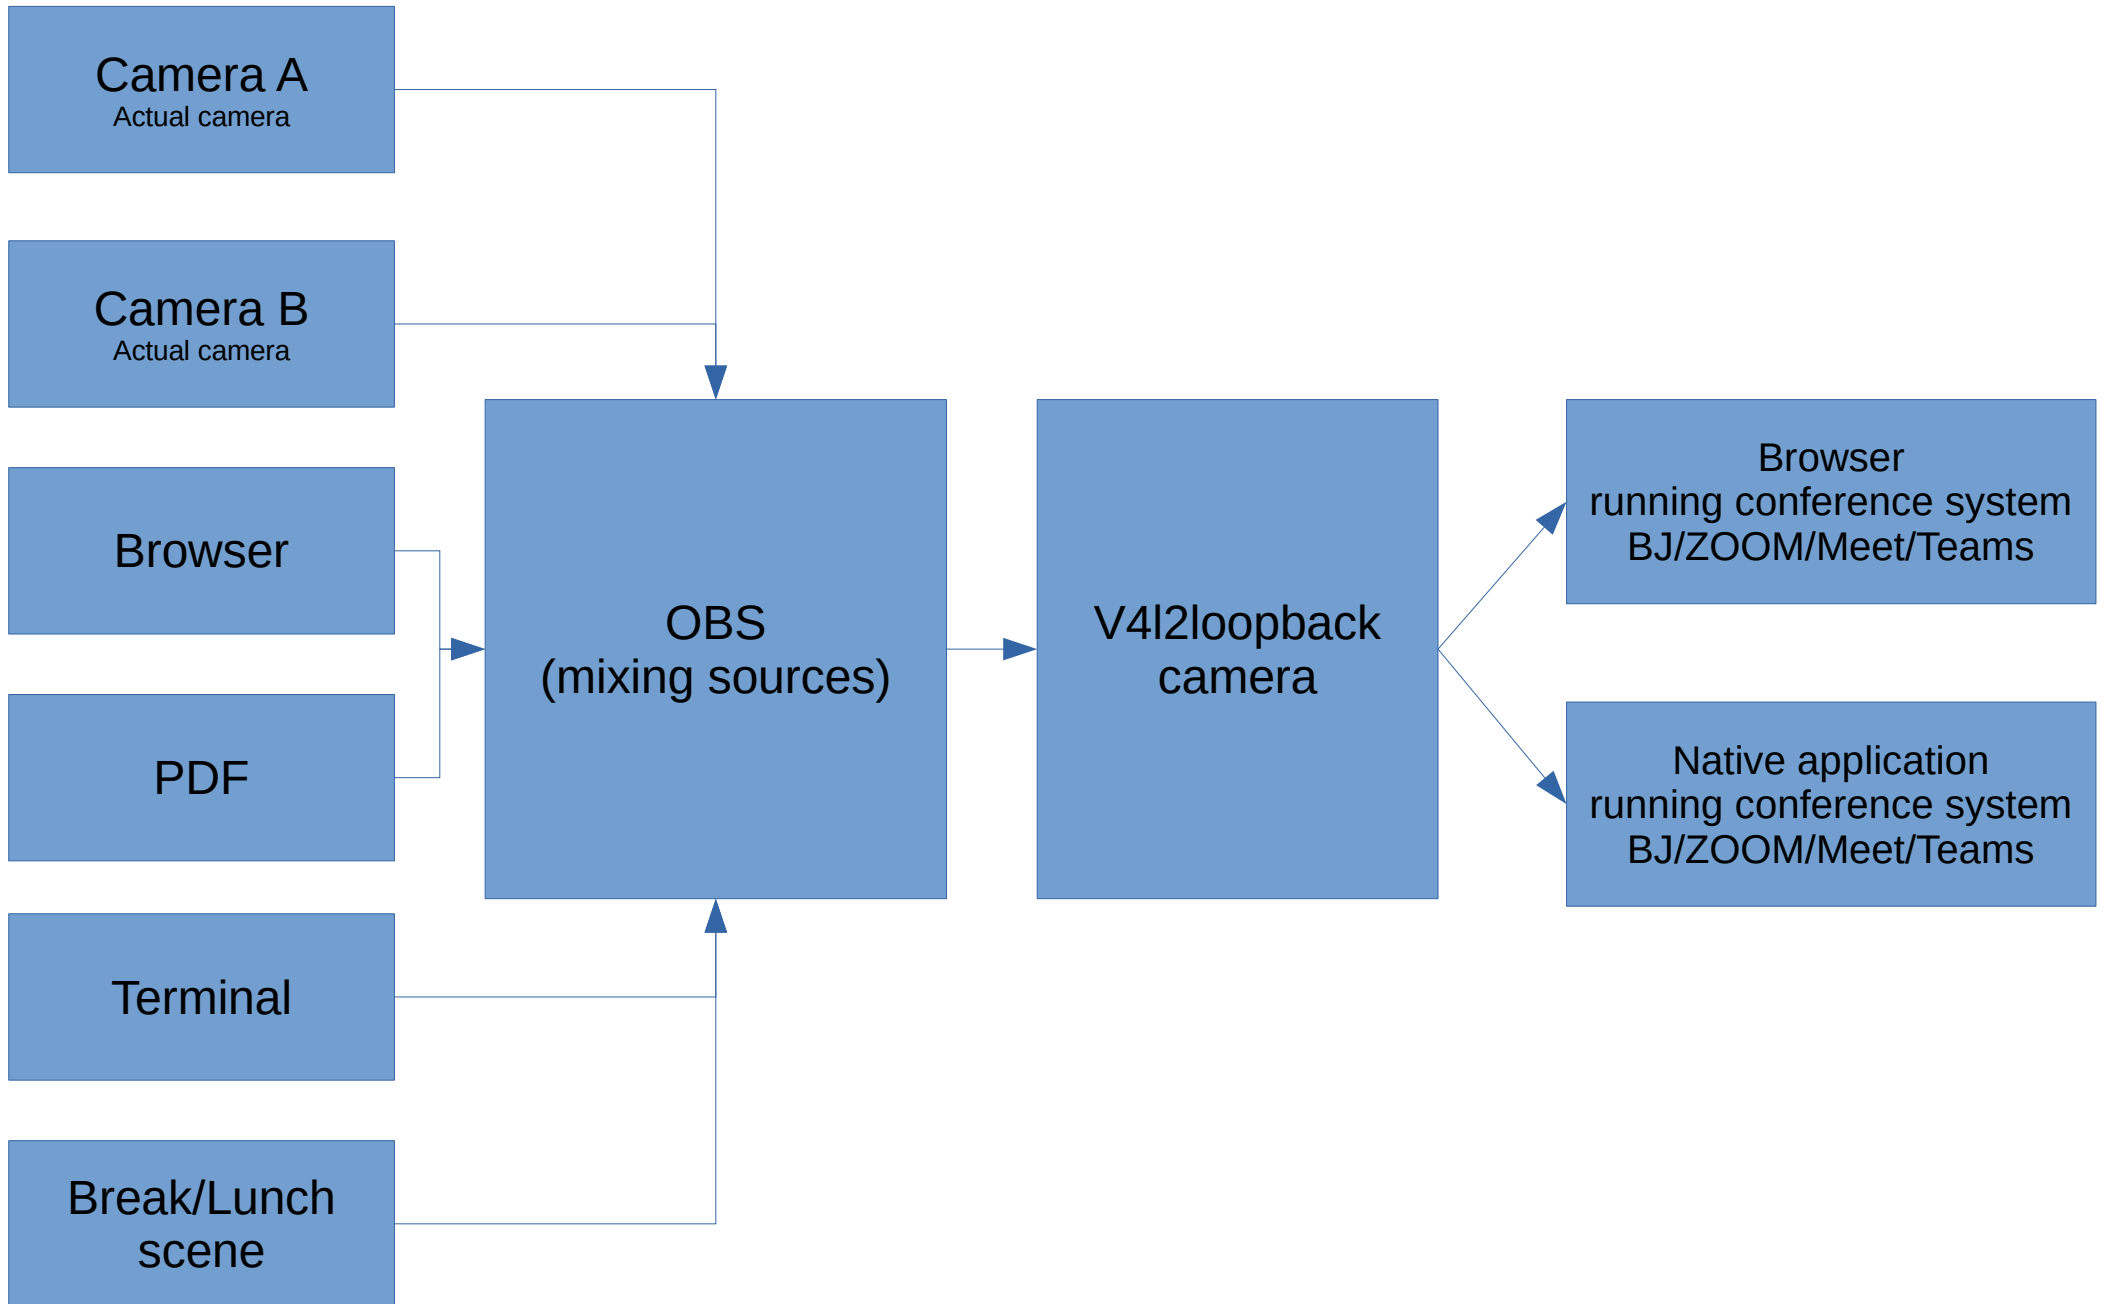 Camera A
Actual camera
Camera B
Actual camera
Browser
PDF
Terminal
Break/Lunch
scene
OBS
(mixing sources)
V4l2loopback
camera
Browser
running conference system
BJ/ZOOM/Meet/Teams
Native application
running conference system
BJ/ZOOM/Meet/Teams